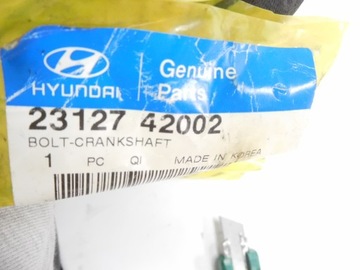 HYUNDAI
Genuine
Parts
23127 42002
BOLT-CRANKSHAFT
1 PC QI MADE IN KOREA